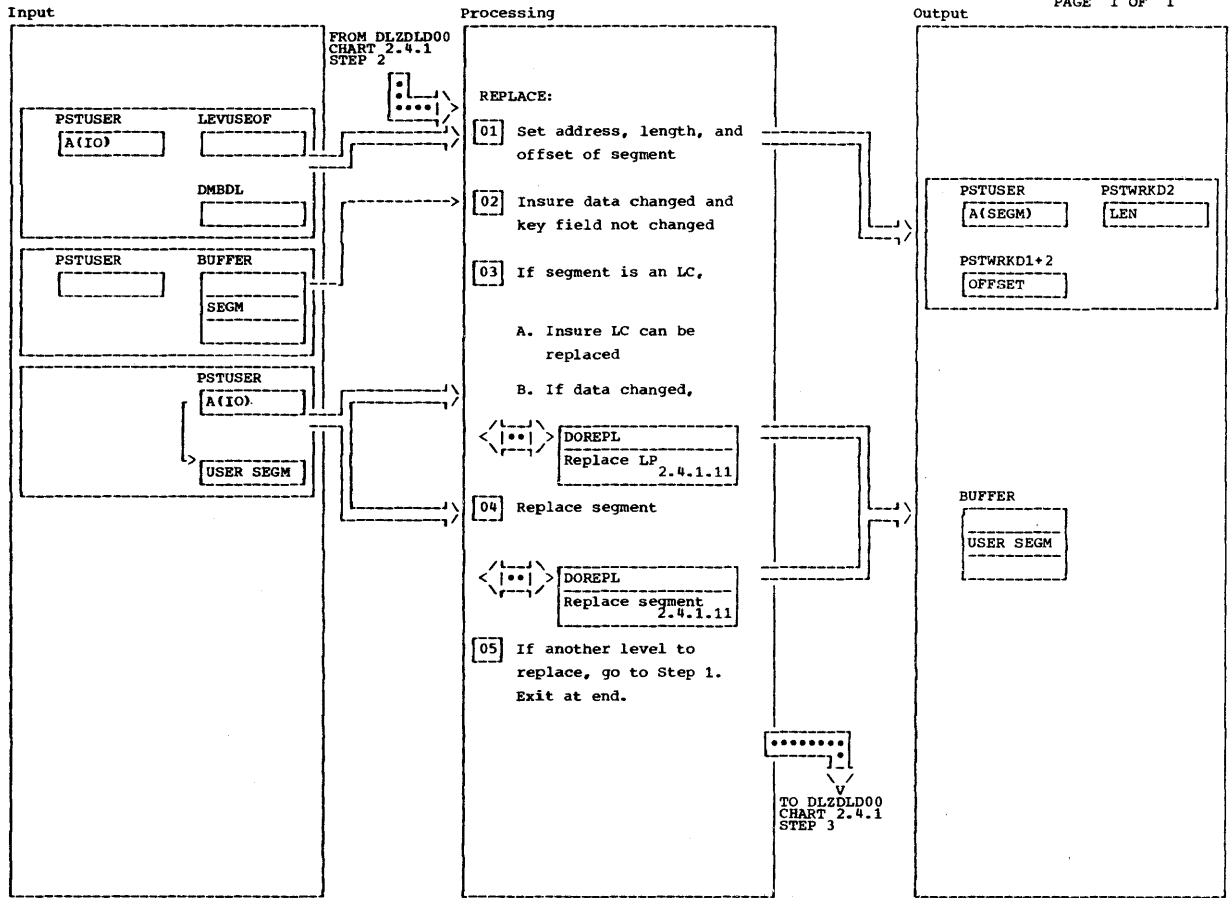 PAGE 1 OF 1
Input
Processing
Output
FROM DLZDLD00
CHART 2.4.1
STEP 2
PSTUSER LEVUSEOF
A(IO)
DMBDL
PSTUSER BUFFER
SEGM
PSTUSER
A(IO)
USER SEGM
REPLACE:
01 Set address, length, and
offset of segment
02 Insure data changed and
key field not changed
03 If segment is an LC,
A. Insure LC can be
replaced
B. If data changed,
DOREPL
Replace LP
2.4.1.11
04 Replace segment
DOREPL
Replace segment
2.4.1.11
05 If another level to
replace, go to Step 1.
Exit at end.
TO DLZDLD00
CHART 2.4.1
STEP 3
PSTUSER PSTWRKD2
A(SEGM) LEN
PSTWRKD1+2
OFFSET
BUFFER
USER SEGM